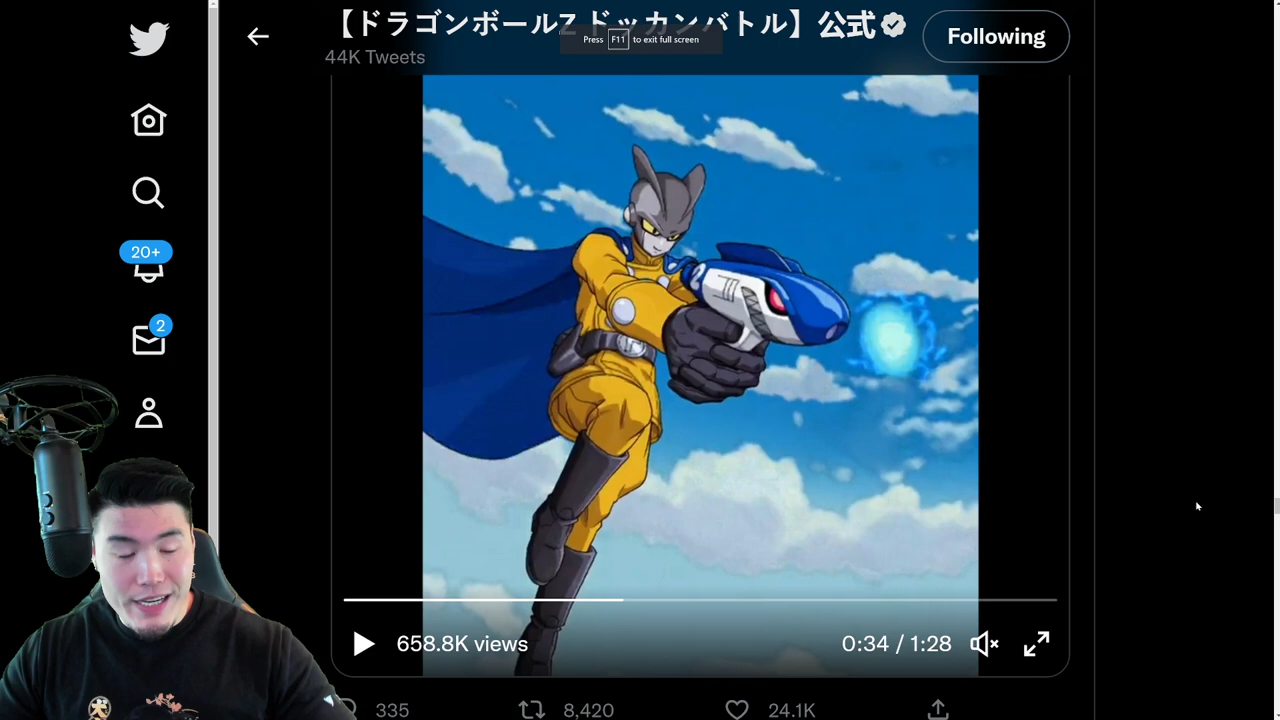 【ドラゴンボールZ ドッカンバトル】公式
Following
Press F11 to exit full screen
44K Tweets
20+
2
658.8K views
0:34 / 1:28
335
8,420
24.1K